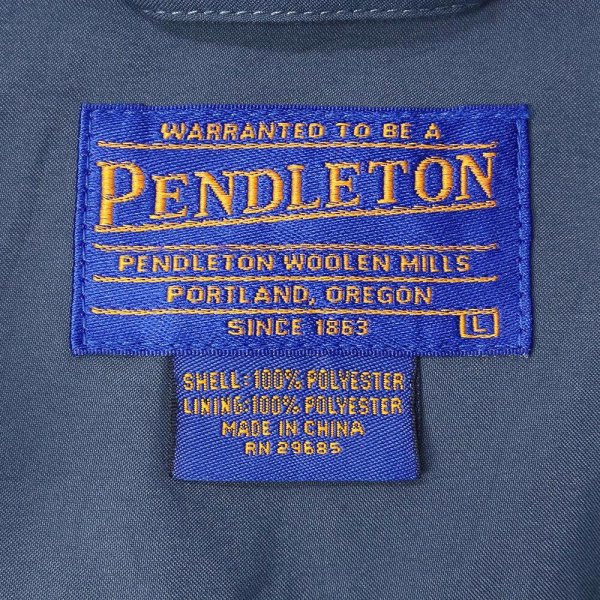 WARRANTED TO BE A
PENDLETON
PENDLETON WOOLEN MILLS
PORTLAND, OREGON
SINCE 1863 L
SHELL: 100% POLYESTER
LINING: 100% POLYESTER
MADE IN CHINA
RN 29685